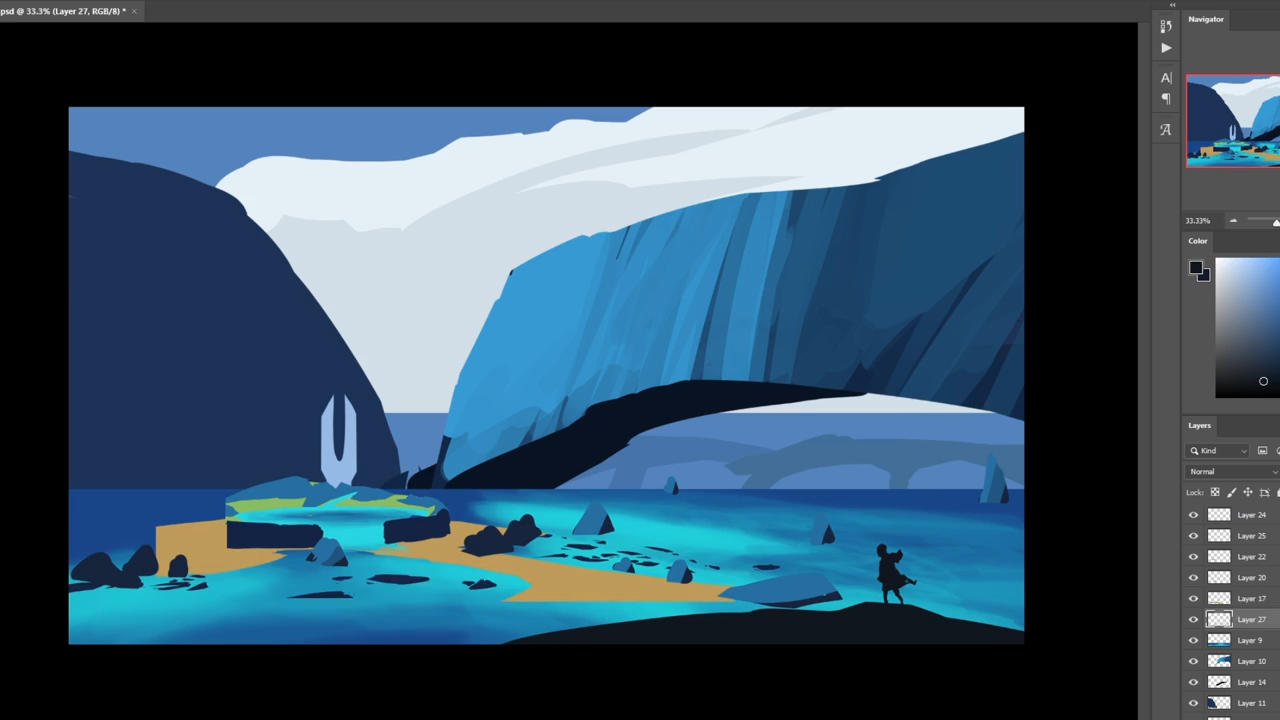 psd @ 33.3% (Layer 27, RGB/8) * ×
Navigator
A|
¶
A
33.33%
Color
Layers
Kind
Normal
Lock:
Layer 24
Layer 25
Layer 22
Layer 20
Layer 17
Layer 27
Layer 9
Layer 10
Layer 14
Layer 11